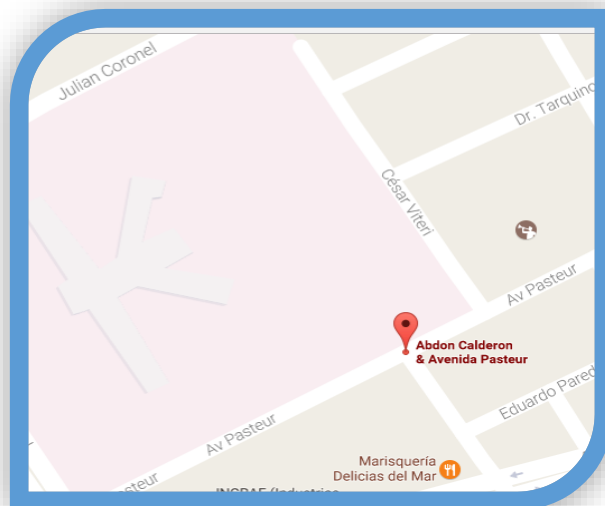 Julian Coronel
Dr. Tarquino
César Viteri
Av Pasteur
Abdon Calderon
& Avenida Pasteur
Eduardo Pared
Av Pasteur
Marisquería
Delicias del Mar
steur